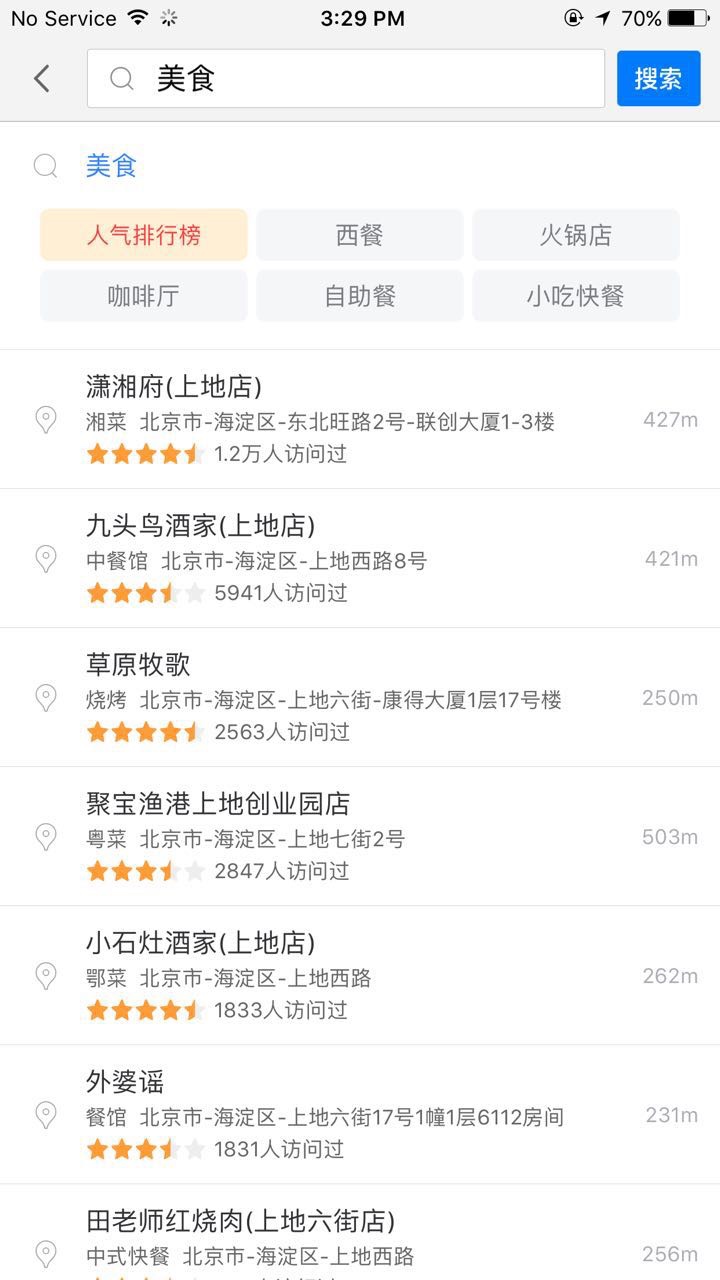 No Service 3:29 PM 70%
美食 搜索
美食
人气排行榜 西餐 火锅店
咖啡厅 自助餐 小吃快餐
潇湘府(上地店)
湘菜 北京市-海淀区-东北旺路2号-联创大厦1-3楼 427m
1.2万人访问过
九头鸟酒家(上地店)
中餐馆 北京市-海淀区-上地西路8号 421m
5941人访问过
草原牧歌
烧烤 北京市-海淀区-上地六街-康得大厦1层17号楼 250m
2563人访问过
聚宝渔港上地创业园店
粤菜 北京市-海淀区-上地七街2号 503m
2847人访问过
小石灶酒家(上地店)
鄂菜 北京市-海淀区-上地西路 262m
1833人访问过
外婆谣
餐馆 北京市-海淀区-上地六街17号1幢1层6112房间 231m
1831人访问过
田老师红烧肉(上地六街店)
中式快餐 北京市-海淀区-上地西路 256m